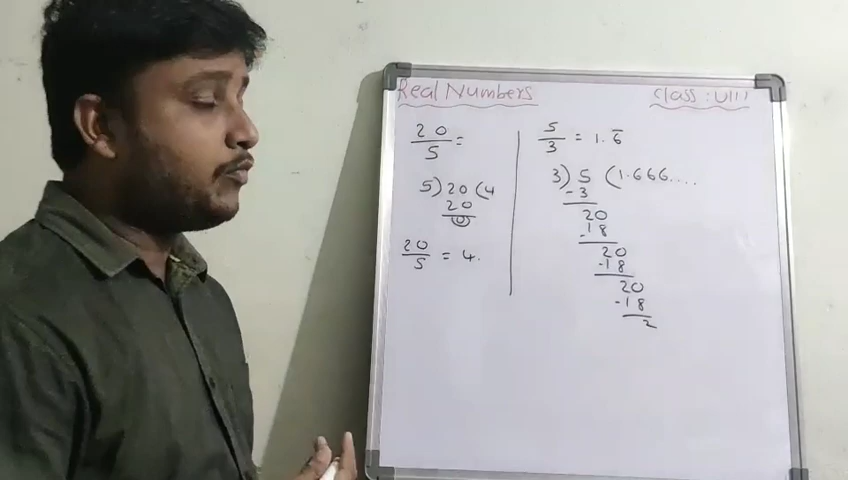 Real Numbers
Class : VIII
20
5 =
5) 20 (4
20
0
20
5 = 4.
5
3 = 1.6̅
3) 5 (1.666....
-3
20
-18
20
-18
20
-18
2